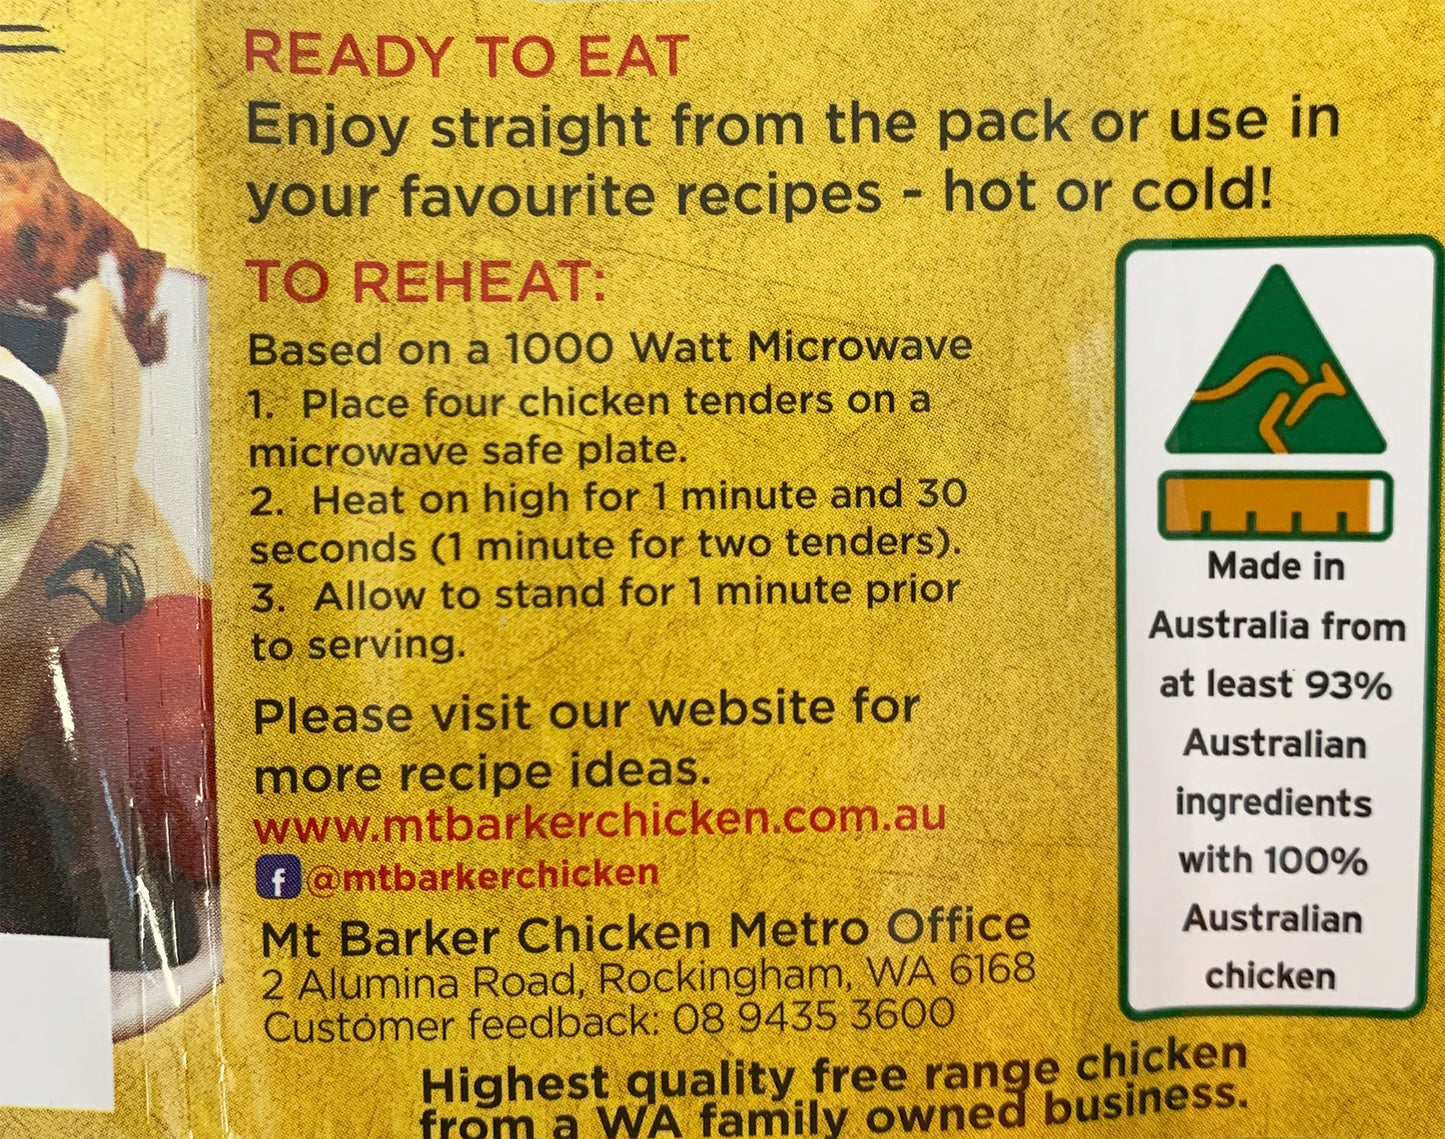 READY TO EAT
Enjoy straight from the pack or use in
your favourite recipes - hot or cold!
TO REHEAT:
Based on a 1000 Watt Microwave
1. Place four chicken tenders on a
microwave safe plate.
2. Heat on high for 1 minute and 30
seconds (1 minute for two tenders).
3. Allow to stand for 1 minute prior
to serving.
Please visit our website for
more recipe ideas.
www.mtbarkerchicken.com.au
f @mtbarkerchicken
Mt Barker Chicken Metro Office
2 Alumina Road, Rockingham, WA 6168
Customer feedback: 08 9435 3600
Highest quality free range chicken
from a WA family owned business.
Made in
Australia from
at least 93%
Australian
ingredients
with 100%
Australian
chicken